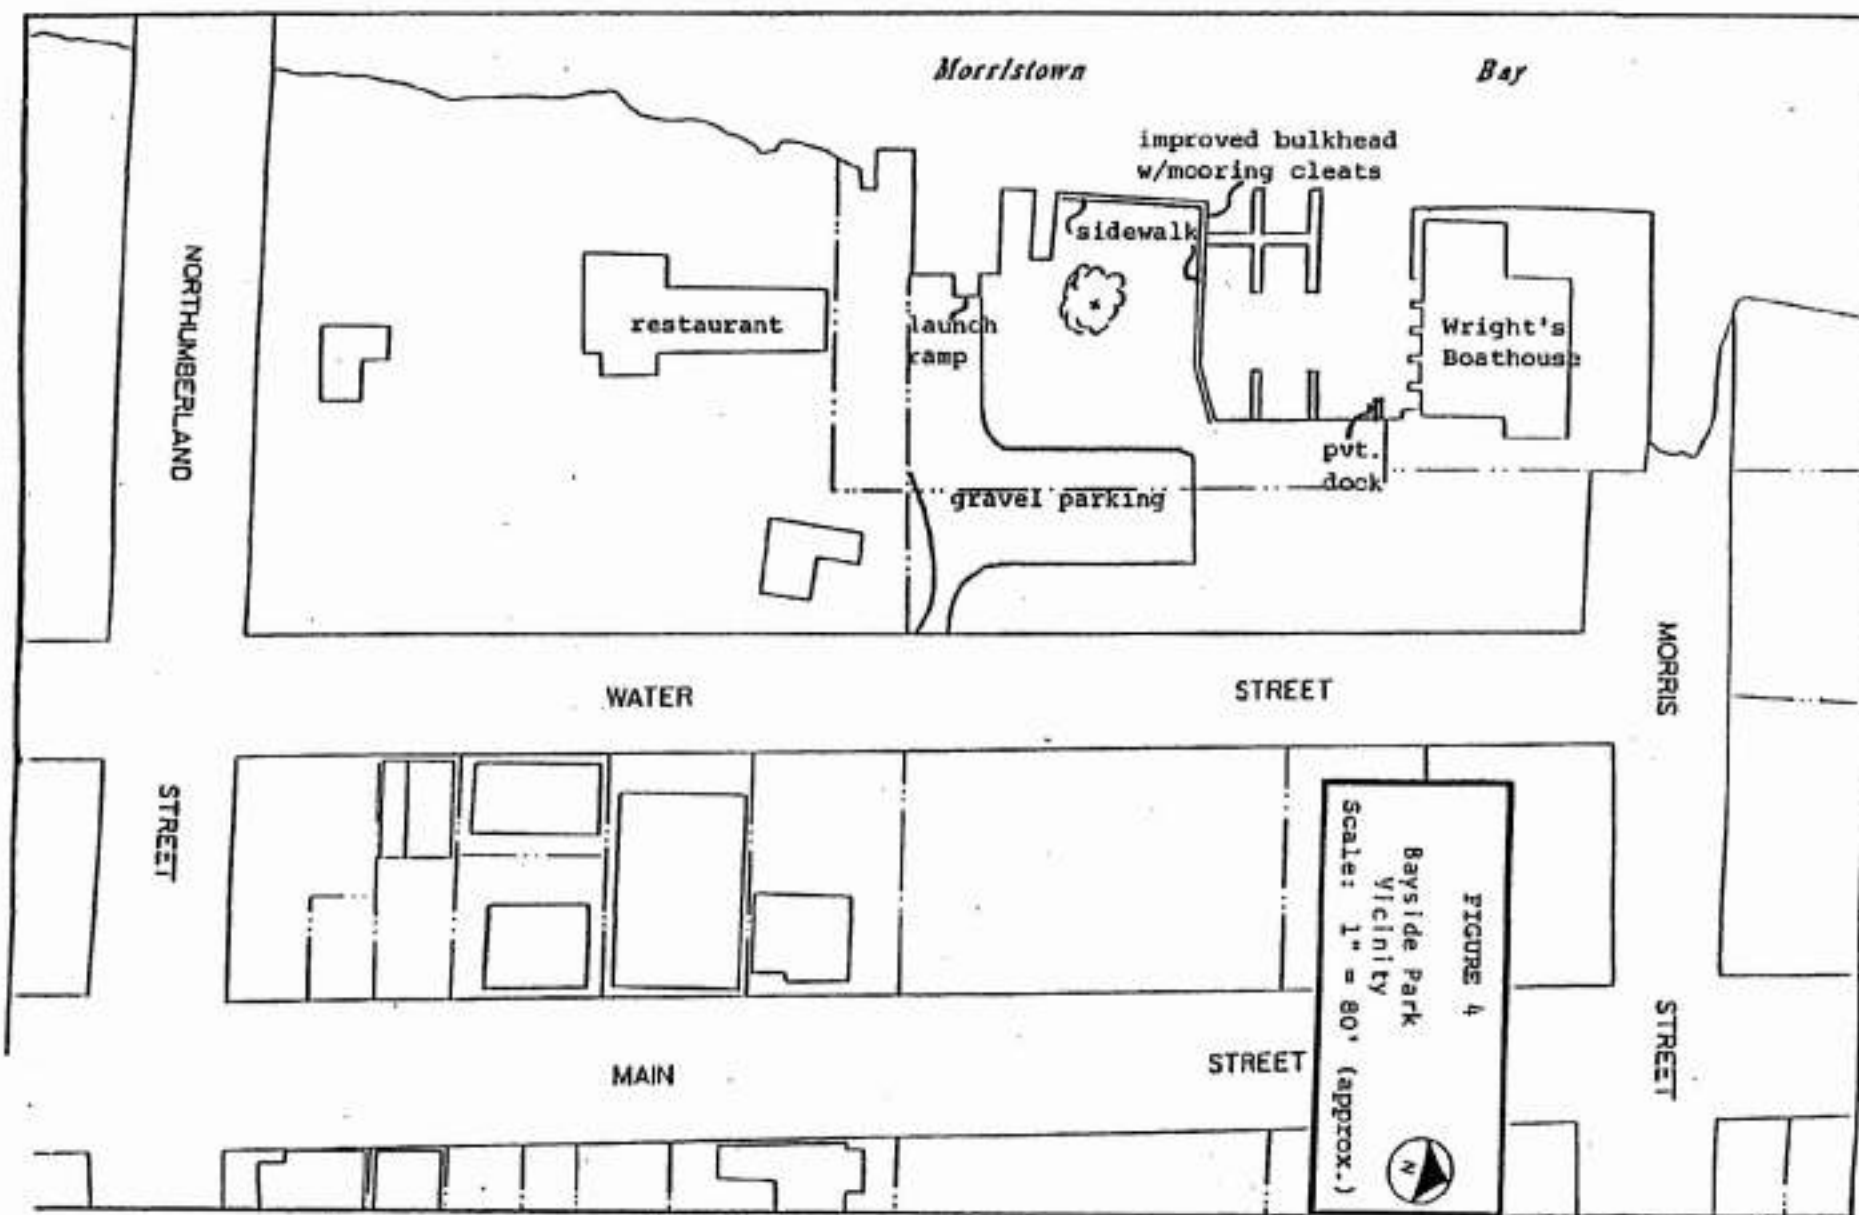 Morristown Bay
improved bulkhead
w/mooring cleats
sidewalk
NORTHUMBERLAND
STREET
restaurant
launch
ramp
Wright's
Boathouse
pvt.
dock
gravel parking
WATER STREET
MORRIS
STREET
MAIN STREET
FIGURE 4
Bayside Park
Vicinity
Scale: 1" = 80' (approx.)
N